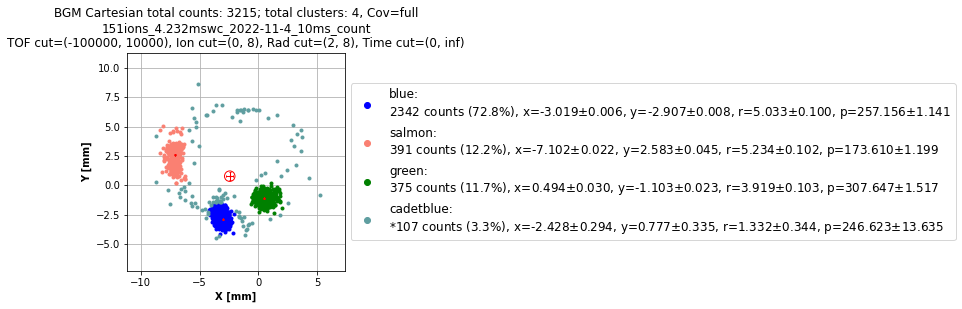 BGM Cartesian total counts: 3215; total clusters: 4, Cov=full
151ions_4.232mswc_2022-11-4_10ms_count
TOF cut=(-100000, 10000), Ion cut=(0, 8), Rad cut=(2, 8), Time cut=(0, inf)
10.0
7.5
5.0
2.5
0.0
−2.5
−5.0
Y [mm]
−10
−5
0
5
X [mm]
blue:
2342 counts (72.8%), x=-3.019±0.006, y=-2.907±0.008, r=5.033±0.100, p=257.156±1.141
salmon:
391 counts (12.2%), x=-7.102±0.022, y=2.583±0.045, r=5.234±0.102, p=173.610±1.199
green:
375 counts (11.7%), x=0.494±0.030, y=-1.103±0.023, r=3.919±0.103, p=307.647±1.517
cadetblue:
*107 counts (3.3%), x=-2.428±0.294, y=0.777±0.335, r=1.332±0.344, p=246.623±13.635